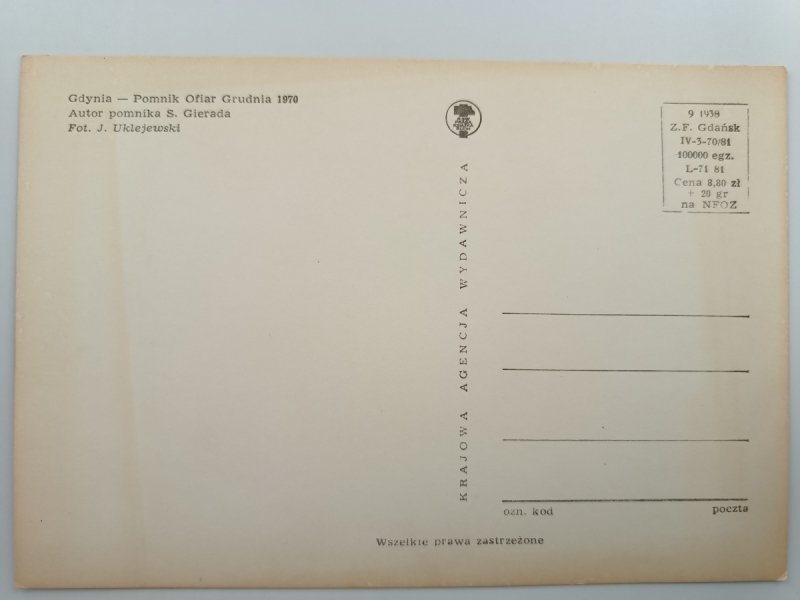 Gdynia — Pomnik Ofiar Grudnia 1970
Autor pomnika S. Gierada
Fot. J. Uklejewski
KRAJOWA AGENCJA WYDAWNICZA
9 1938
Z.F. Gdańsk
IV-3-70/81
100000 egz.
L-71 81
Cena 8,80 zł
+ 20 gr
na NFOZ
ozn. kod
poczta
Wszelkie prawa zastrzeżone